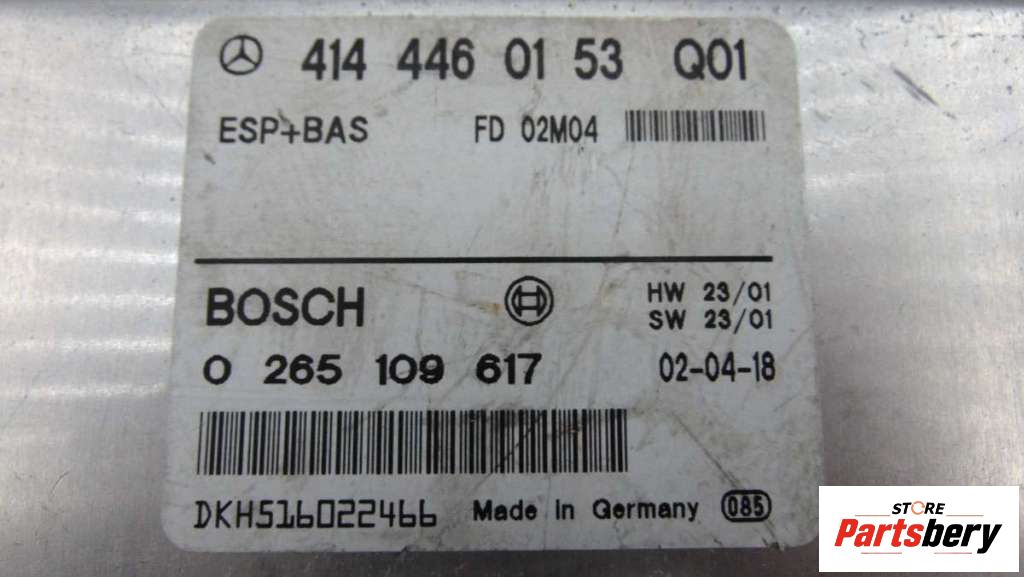 414 446 01 53 Q01
ESP+BAS FD 02M04
BOSCH HW 23/01
SW 23/01
0 265 109 617 02-04-18
DKH516022466 Made in Germany 085
STORE
Partsbery